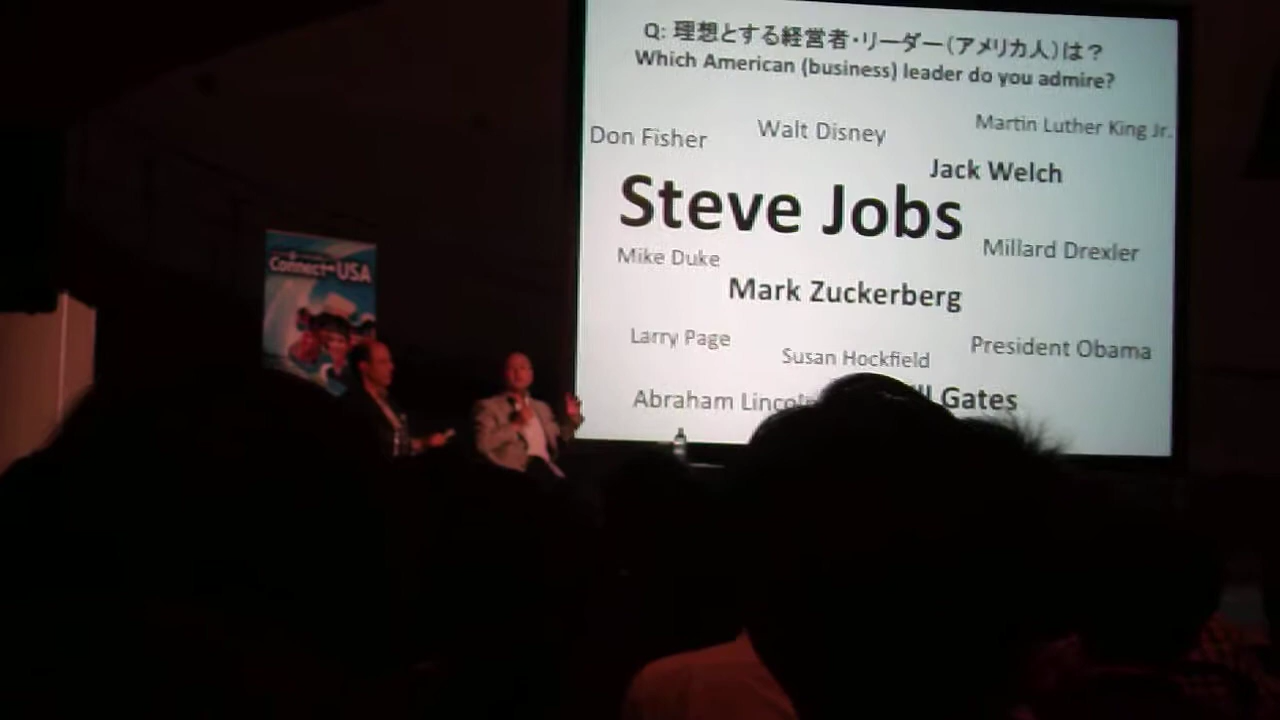 Q: 理想とする経営者・リーダー（アメリカ人）は？
Which American (business) leader do you admire?
Don Fisher
Walt Disney
Martin Luther King Jr.
Jack Welch
Steve Jobs
Millard Drexler
Mike Duke
Mark Zuckerberg
Larry Page
Susan Hockfield
President Obama
Abraham Lincoln
Gates
Connect USA